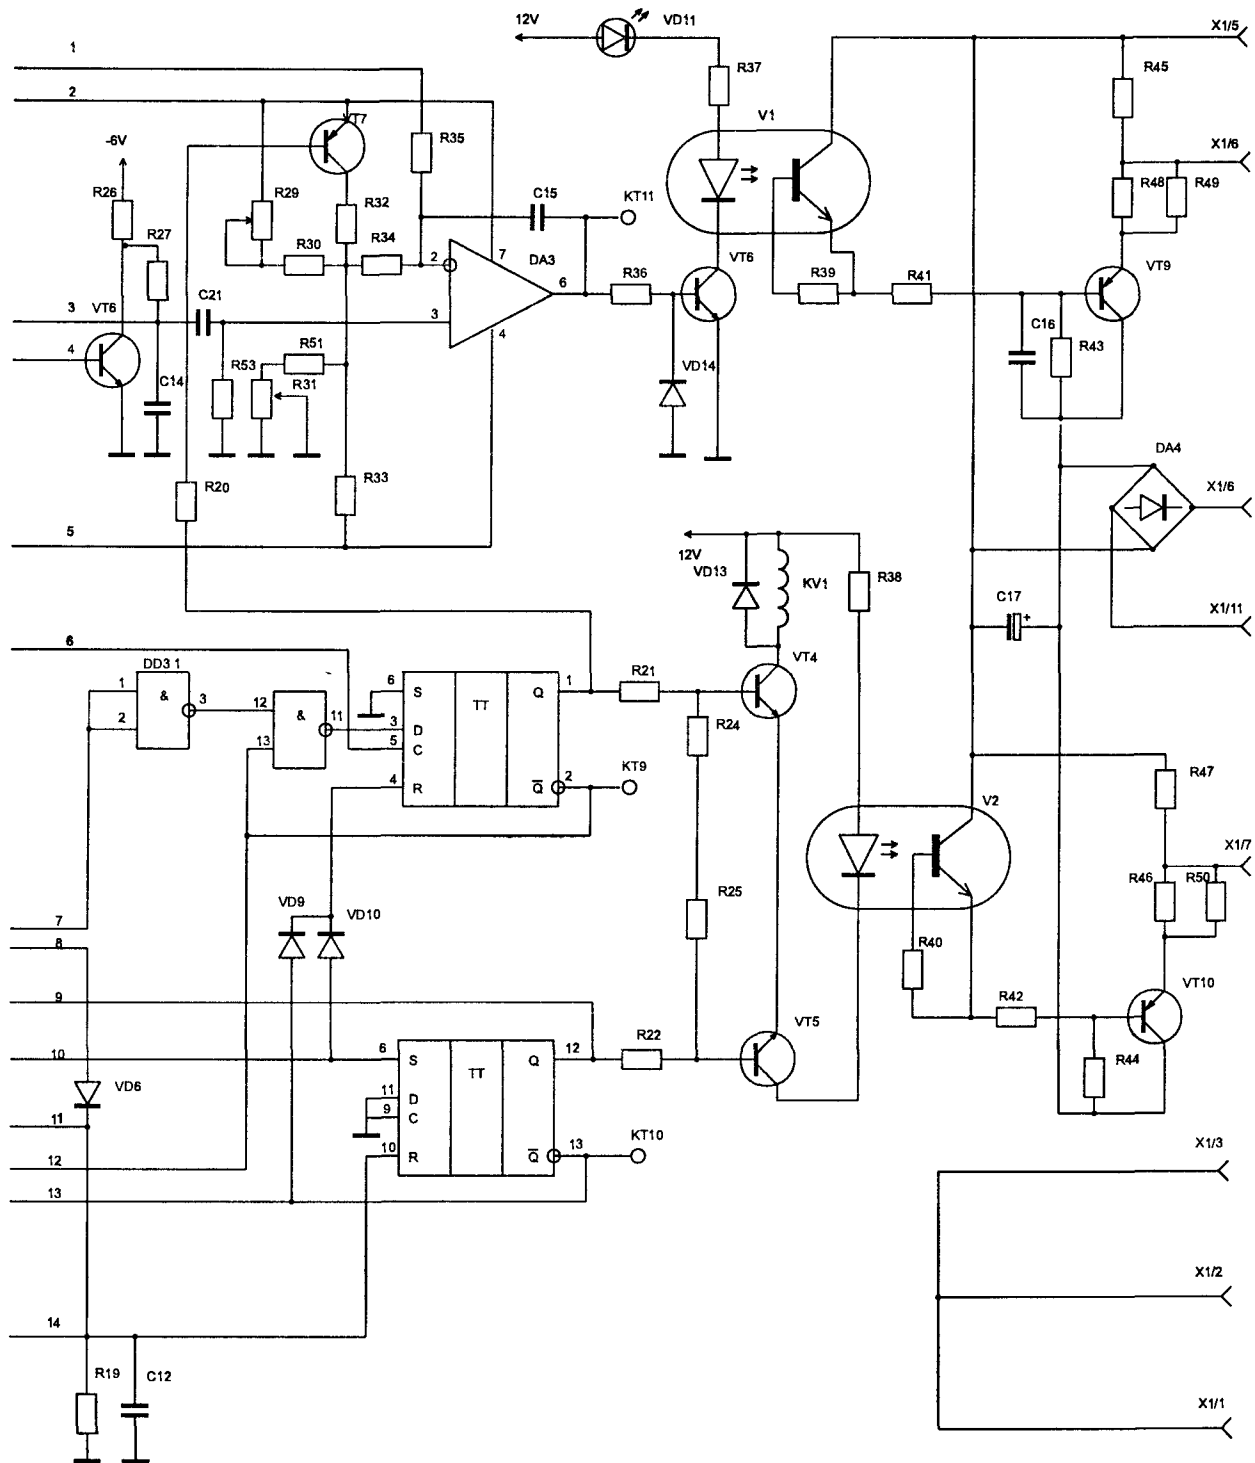 12V
VD11
X1/5
1
R37
R45
2
V1
VT7
R35
X1/6
-6V
R48
R49
R26
R29
C15
KT11
R32
R27
R30
R34
2
7
DA3
VT6
VT9
6
R36
R39
R41
C21
3
VT6
3
4
C16
R43
4
R51
R53
R31
VD14
C14
DA4
R20
R33
X1/6
5
12V
VD13
KV1
R38
C17
+
X1/11
6
DD3 1
VT4
1
&
3
12
&
11
6
S
TT
Q
1
R21
2
3
D
R24
13
5
C
4
R
Q
2
KT9
R47
V2
X1/7
R46
R50
VD9
VD10
R25
7
8
R40
VT10
9
R42
VT5
10
6
S
TT
Q
12
R22
R44
VD6
11
D
9
C
11
12
10
R
Q
13
KT10
X1/3
13
X1/2
14
R19
C12
X1/1